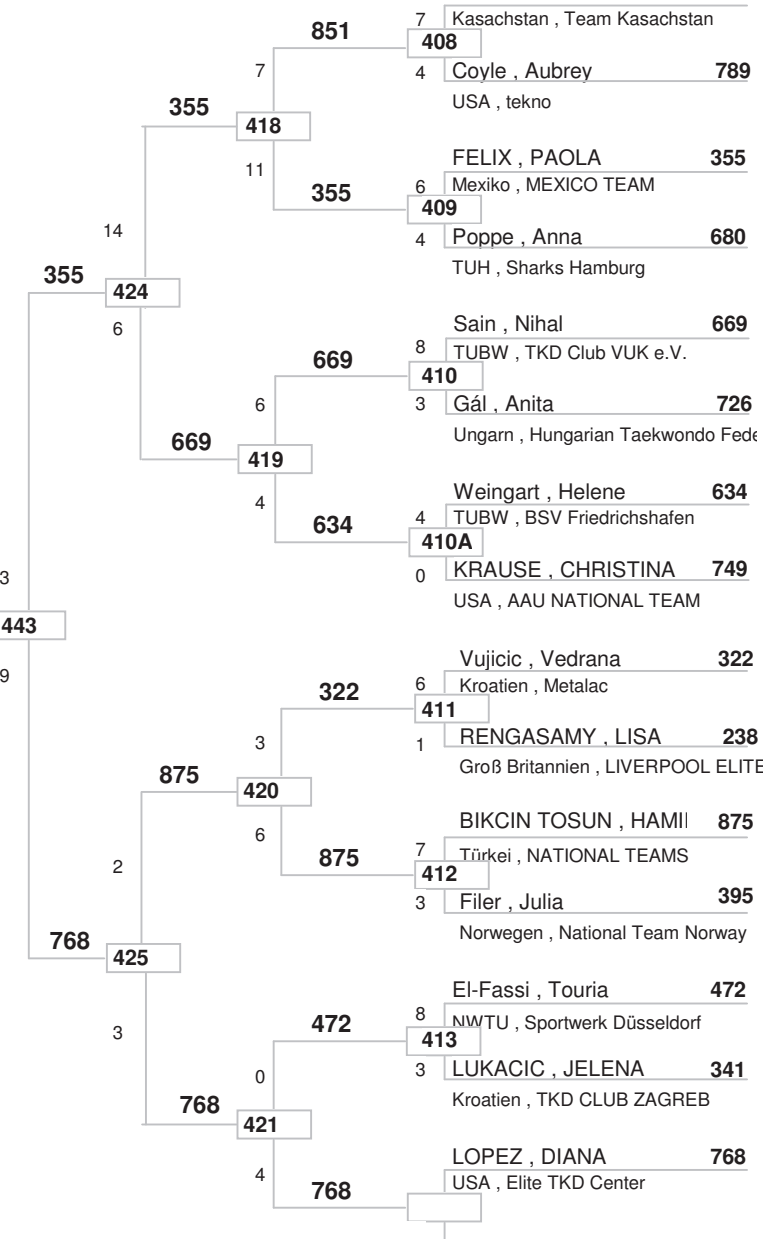 7 Kasachstan , Team Kasachstan
851
408
7
4 Coyle , Aubrey 789
USA , tekno
355
418
FELIX , PAOLA 355
11
6 Mexiko , MEXICO TEAM
355
409
14
4 Poppe , Anna 680
TUH , Sharks Hamburg
355
424
6
Sain , Nihal 669
8 TUBW , TKD Club VUK e.V.
669
410
6
3 Gál , Anita 726
Ungarn , Hungarian Taekwondo Fede
669
419
4
Weingart , Helene 634
4 TUBW , BSV Friedrichshafen
634
410A
0 KRAUSE , CHRISTINA 749
USA , AAU NATIONAL TEAM
3
443
9
Vujicic , Vedrana 322
6 Kroatien , Metalac
322
411
3
1 RENGASAMY , LISA 238
Groß Britannien , LIVERPOOL ELITE
875
420
6
BIKCIN TOSUN , HAMI 875
7 Türkei , NATIONAL TEAMS
875
412
2
3 Filer , Julia 395
Norwegen , National Team Norway
768
425
3
El-Fassi , Touria 472
8 NWTU , Sportwerk Düsseldorf
472
413
0
3 LUKACIC , JELENA 341
Kroatien , TKD CLUB ZAGREB
768
421
4
LOPEZ , DIANA 768
USA , Elite TKD Center
768